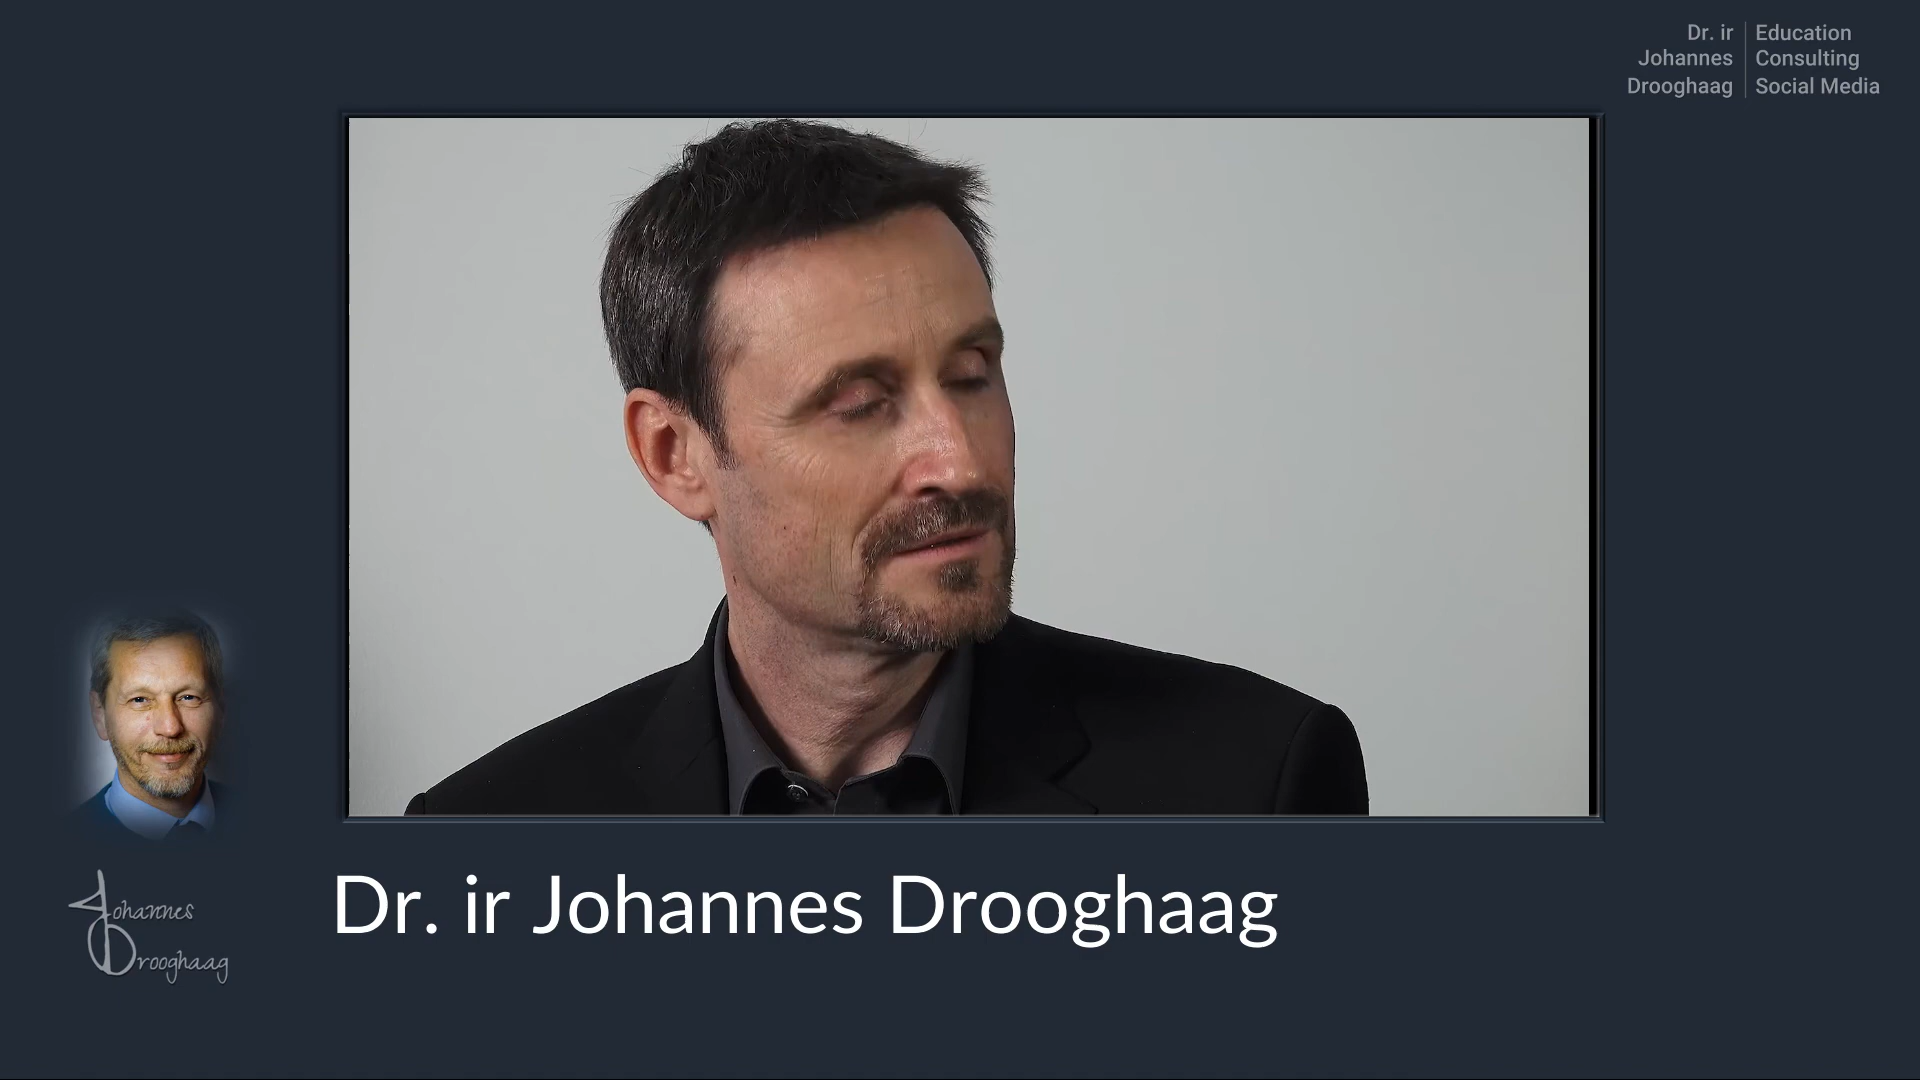 Dr. ir
Johannes
Drooghaag
Education
Consulting
Social Media
Johannes
Drooghaag
Dr. ir Johannes Drooghaag